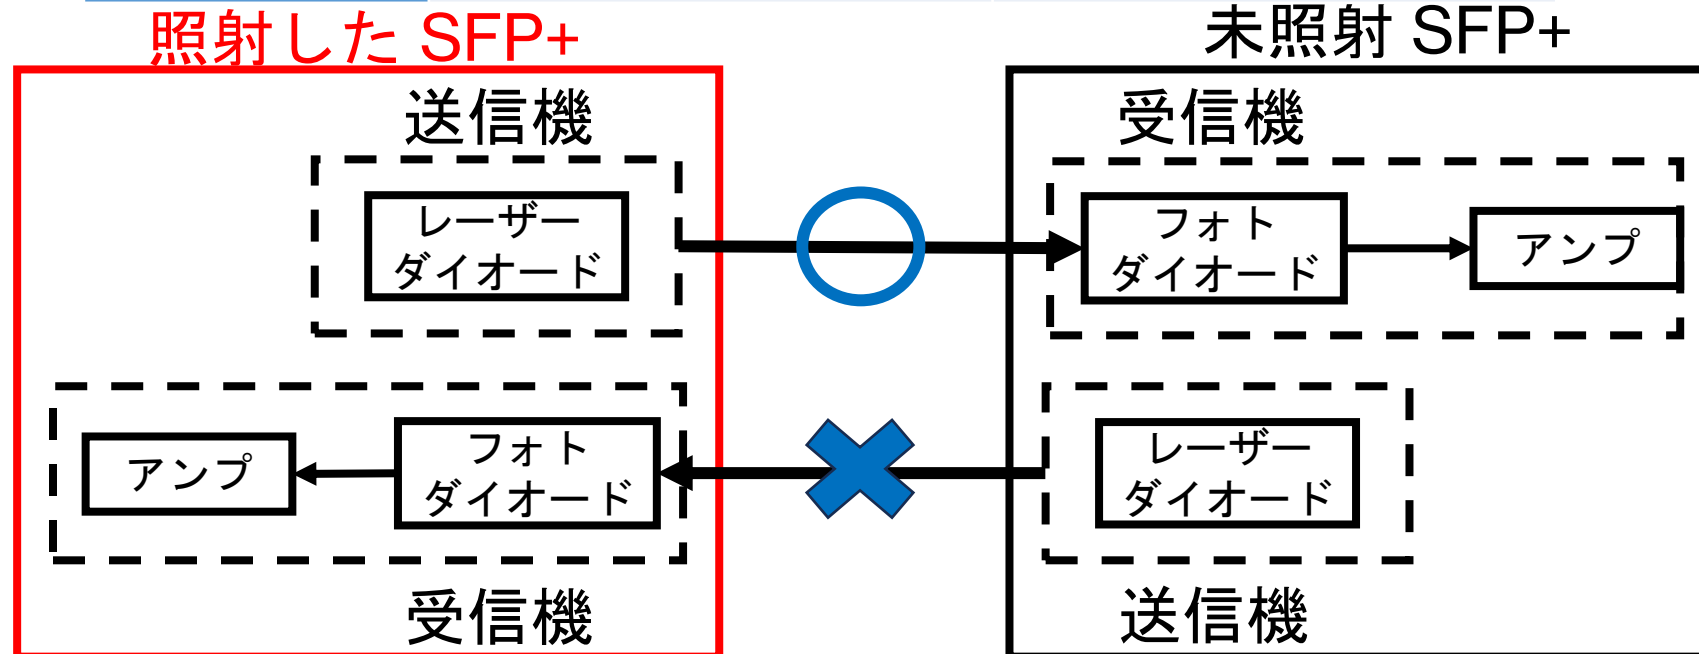 照射した SFP+
未照射 SFP+
送信機
受信機
レーザー
ダイオード
フォト
ダイオード
アンプ
アンプ
フォト
ダイオード
レーザー
ダイオード
受信機
送信機